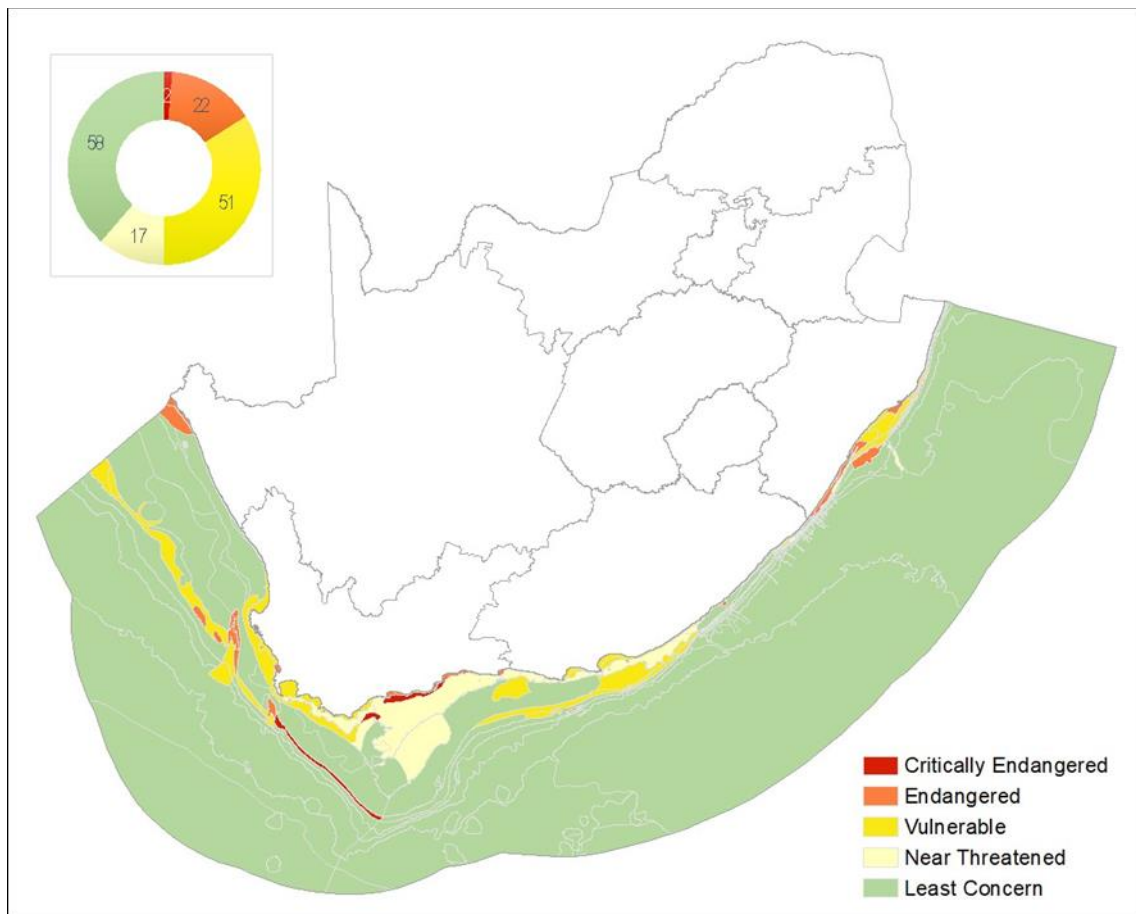 2
22
58
51
17
Critically Endangered
Endangered
Vulnerable
Near Threatened
Least Concern